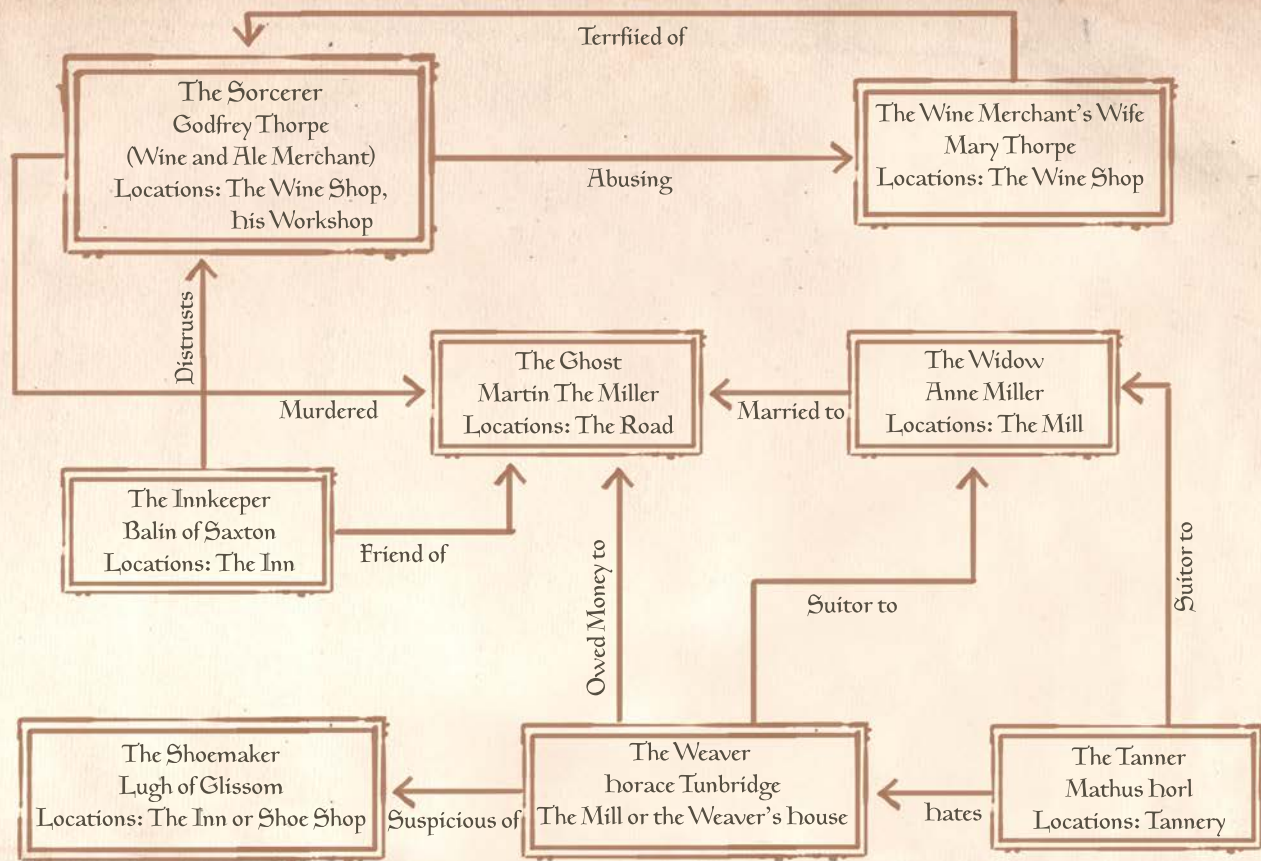 Terrfiied of
The Sorcerer
Godfrey Thorpe
(Wine and Ale Merchant)
Locations: The Wine Shop,
his Workshop
Abusing
The Wine Merchant's Wife
Mary Thorpe
Locations: The Wine Shop
Distrusts
Murdered
The Ghost
Martin The Miller
Locations: The Road
Married to
The Widow
Anne Miller
Locations: The Mill
The Innkeeper
Balin of Saxton
Locations: The Inn
Friend of
Owed Money to
Suitor to
Suitor to
The Shoemaker
Lugh of Glissom
Locations: The Inn or Shoe Shop
Suspicious of
The Weaver
Horace Tunbridge
The Mill or the Weaver's house
hates
The Tanner
Mathus Horl
Locations: Tannery